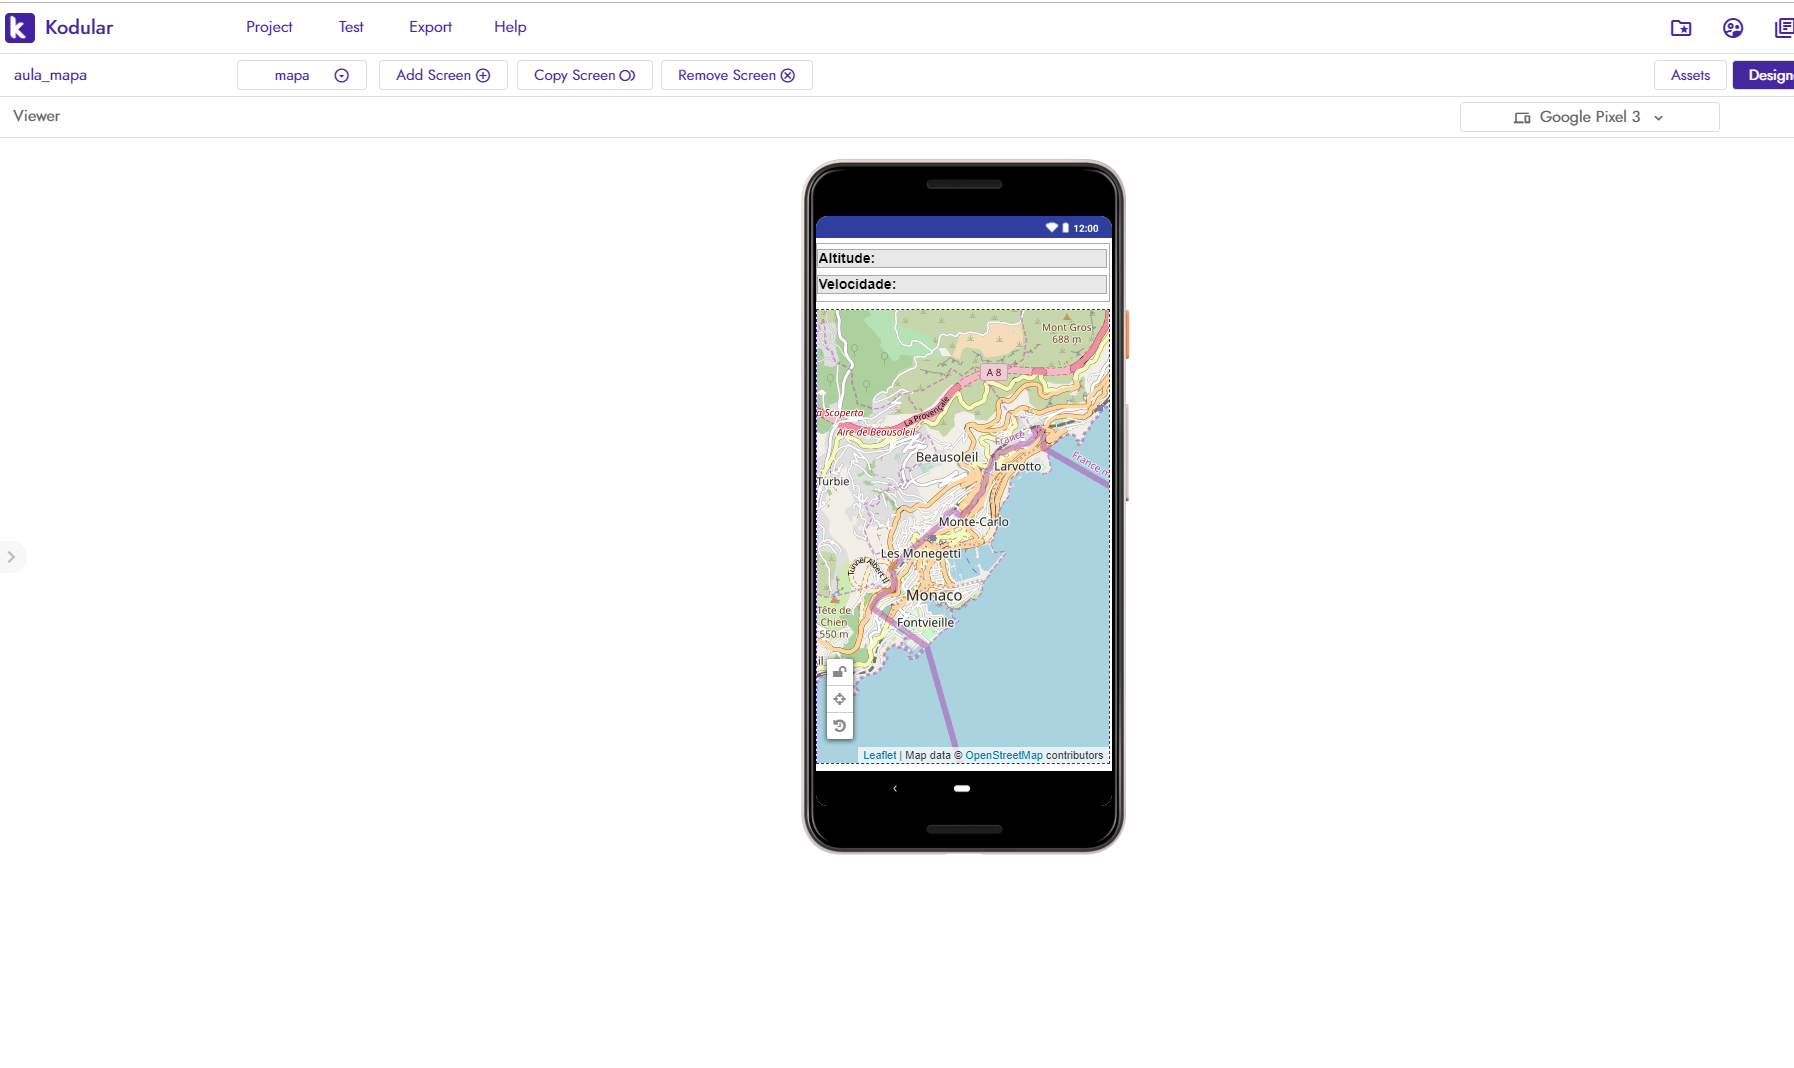 Kodular
Project
Test
Export
Help
aula_mapa
mapa
Add Screen
Copy Screen
Remove Screen
Assets
Design
Viewer
Google Pixel 3
12:00
Altitude:
Velocidade:
Mont Gros
688 m
A 8
La Provençale
a Scoperta
Aire de Beausoleil
France
Beausoleil
Larvotto
France m
Turbie
Monte-Carlo
Les Monegetti
Tunnel Albert II
Monaco
Tête de
Chien
550 m
Fontvieille
il
Leaflet | Map data © OpenStreetMap contributors